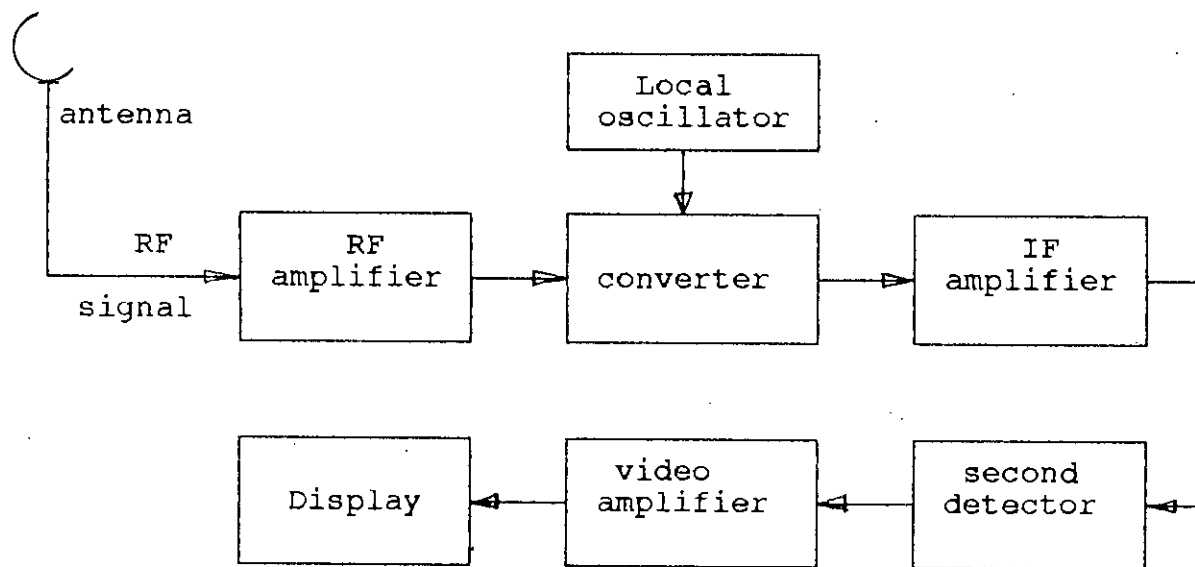 antenna
Local
oscillator
RF
signal
RF
amplifier
converter
IF
amplifier
Display
video
amplifier
second
detector